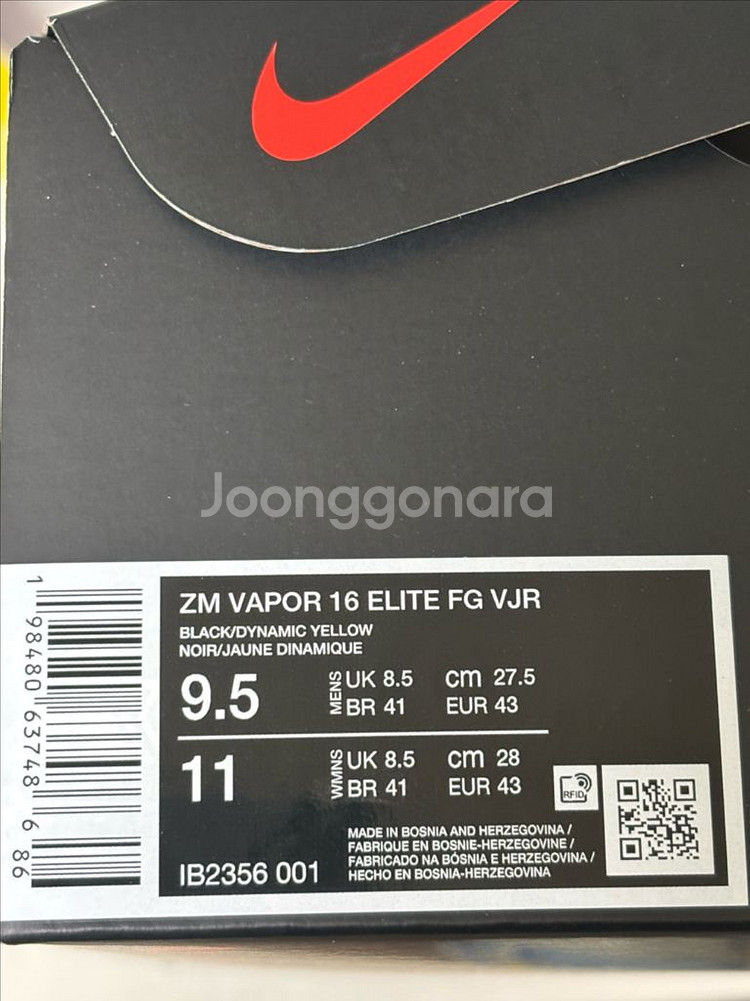 Joonggonara
ZM VAPOR 16 ELITE FG VJR
BLACK/DYNAMIC YELLOW
NOIR/JAUNE DINAMIQUE
9.5
MENS
UK 8.5 cm 27.5
BR 41 EUR 43
11
WMNS
UK 8.5 cm 28
BR 41 EUR 43
RFID
MADE IN BOSNIA AND HERZEGOVINA /
FABRIQUE EN BOSNIE-HERZEGOVINE /
FABRICADO NA BÓSNIA E HERZEGOVINA /
HECHO EN BOSNIA-HERZEGOVINA
IB2356 001
1 98480 63748 6 86